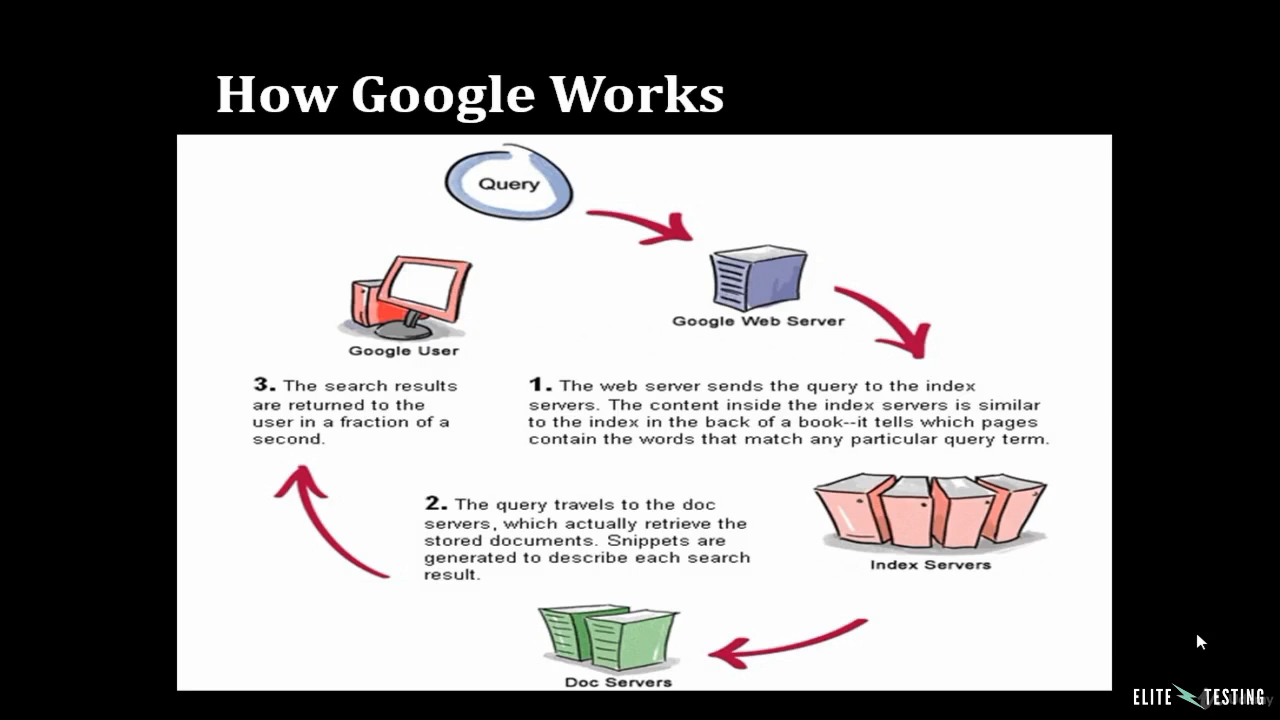 How Google Works
Query
Google Web Server
Google User
3. The search results
are returned to the
user in a fraction of a
second.
1. The web server sends the query to the index
servers. The content inside the index servers is similar
to the index in the back of a book--it tells which pages
contain the words that match any particular query term.
2. The query travels to the doc
servers, which actually retrieve the
stored documents. Snippets are
generated to describe each search
result.
Index Servers
Doc Servers
ELITE TESTING